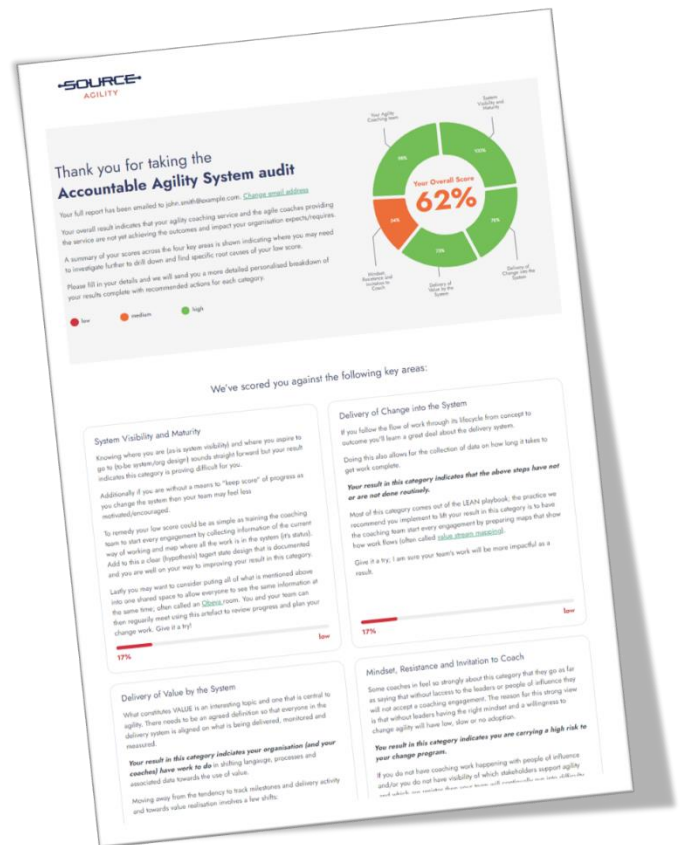 SOURCE
AGILITY
Thank you for taking the
Accountable Agility System audit
Your full report has been emailed to john.smith@example.com. Change email address
Your overall result indicates that your agility coaching service and the agile coaches providing
the service are not yet achieving the outcomes and impact your organisation expects/requires.
A summary of your scores across the four key areas is shown indicating where you may need
to investigate further to drill down and find specific root causes of your low score.
Please fill in your details and we will send you a more detailed personalised breakdown of
your results complete with recommended actions for each category.
low
medium
high
Your Agility
Coaching team
System
Visibility and
Maturity
Your Overall Score
62%
Mindset,
Resistance and
Invitation to
Coach
Delivery of
Value by the
System
Delivery of
Change into the
System
We've scored you against the following key areas:
System Visibility and Maturity
Knowing where you are (as-is system visibility) and where you aspire to
go to (to-be system/org design) sounds straight forward but your result
indicates this category is proving difficult for you.
Additionally if you are without a means to "keep score" of progress as
you change the system then your team may feel less
motivated/encouraged.
To remedy your low score could be as simple as training the coaching
team to start every engagement by collecting information of the current
way of working and map where all the work is in the system (it's status).
Add to this a clear (hypothesis) tagert state design that is documented
and you are well on your way to improving your result in this category.
Lastly you may want to consider puting all of what is mentioned above
into one shared space to allow everyone to see the same information at
the same time; often called an Obeya room. You and your team can
then reguarily meet using this artefact to review progress and plan your
change work. Give it a try!
17%
low
Delivery of Change into the System
If you follow the flow of work through its lifecycle from concept to
outcome you'll learn a great deal about the delivery system.
Doing this also allows for the collection of data on how long it takes to
get work complete.
Your result in this category indicates that the above steps have not
or are not done routinely.
Most of this category comes out of the LEAN playbook; the practice we
recommend you implement to lift your result in this category is to have
the coaching team start every engagement by preparing maps that show
how work flows (often called value stream mapping).
Give it a try; I am sure your team's work will be more impactful as a
result.
17%
low
Delivery of Value by the System
What constitutes VALUE is an interesting topic and one that is central to
agility. There needs to be an agreed definition so that everyone in the
delivery system is aligned on what is being delivered, monitored and
measured.
Your result in this category indciates your organisation (and your
coaches) have work to do in shifting langauge, processes and
associated data towards the use of value.
Moving away from the tendency to track milestones and delivery activity
and towards value realisation involves a few shifts:
Mindset, Resistance and Invitation to Coach
Some coaches in feel so strongly about this category that they go as far
as saying that without laccess to the leaders or people of influence they
will not accept a coaching engagement. The reason for this strong view
is that without leaders having the right mindset and a willingness to
change agility will have low, slow or no adoption.
You result in this category indicates you are carrying a high risk to
your change program.
If you do not have coaching work happening with people of influence
and/or you do not have visibility of which stakeholders support agility